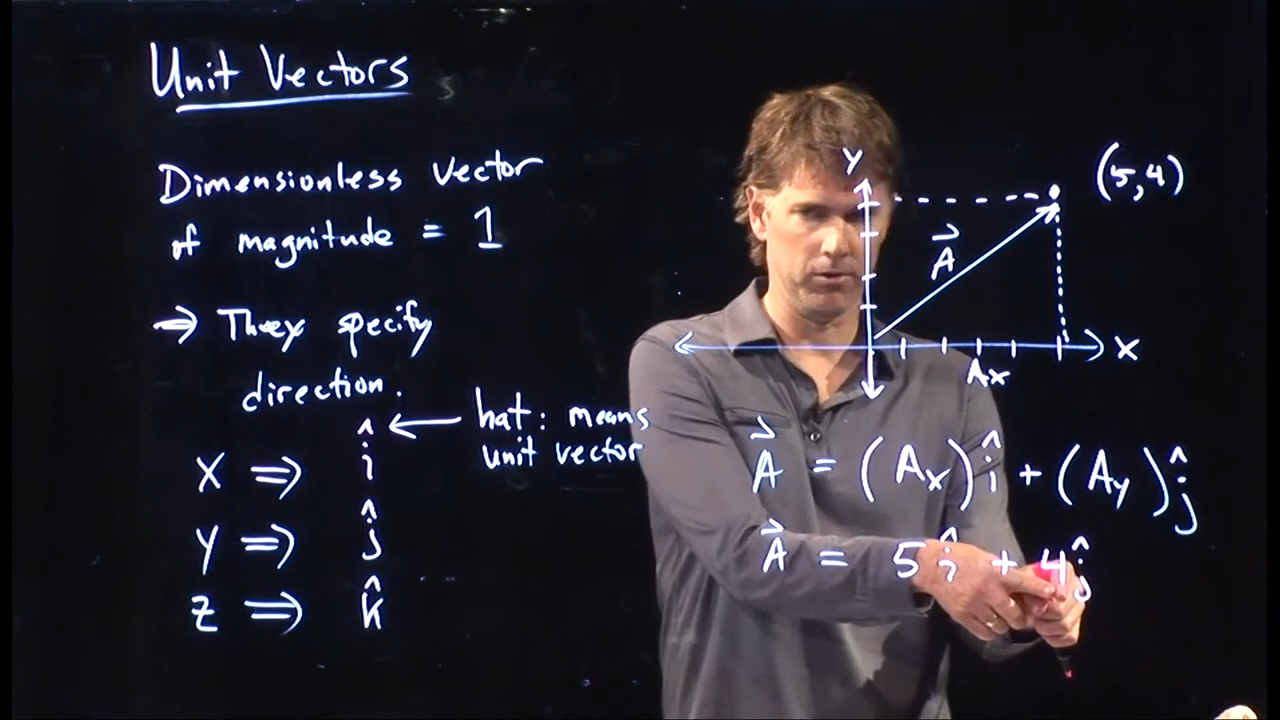 Unit Vectors
Dimensionless vector
of magnitude = 1
⇒ They specify
direction.
X ⇒ î
Y ⇒ ĵ
Z ⇒ k̂
← hat: means
unit vector
Y
(5,4)
A⃗
X
Ax
A⃗ = (Ax)î + (Ay)ĵ
A⃗ = 5î + 4ĵ